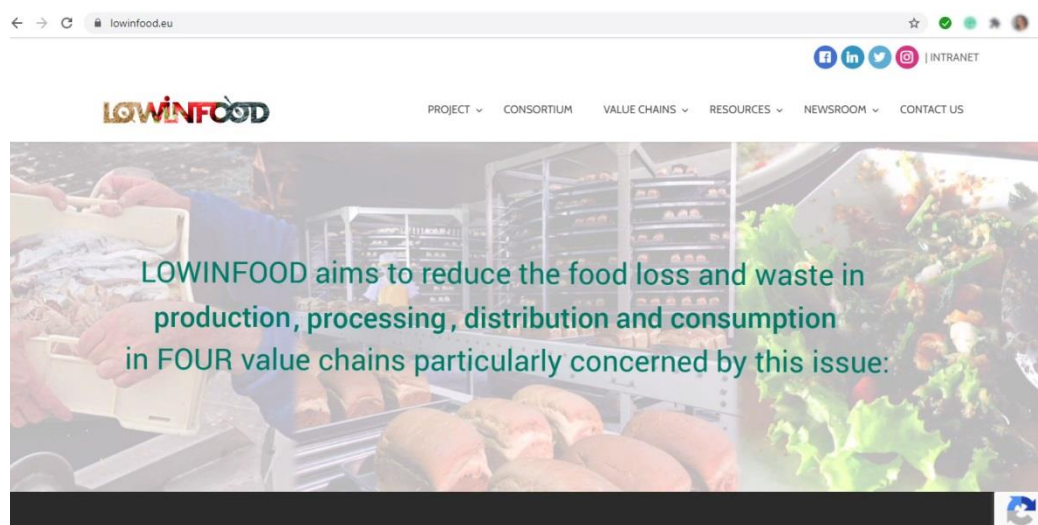 lowinfood.eu
| INTRANET
LOWINFOOD
PROJECT CONSORTIUM VALUE CHAINS RESOURCES NEWSROOM CONTACT US
LOWINFOOD aims to reduce the food loss and waste in
production, processing, distribution and consumption
in FOUR value chains particularly concerned by this issue: